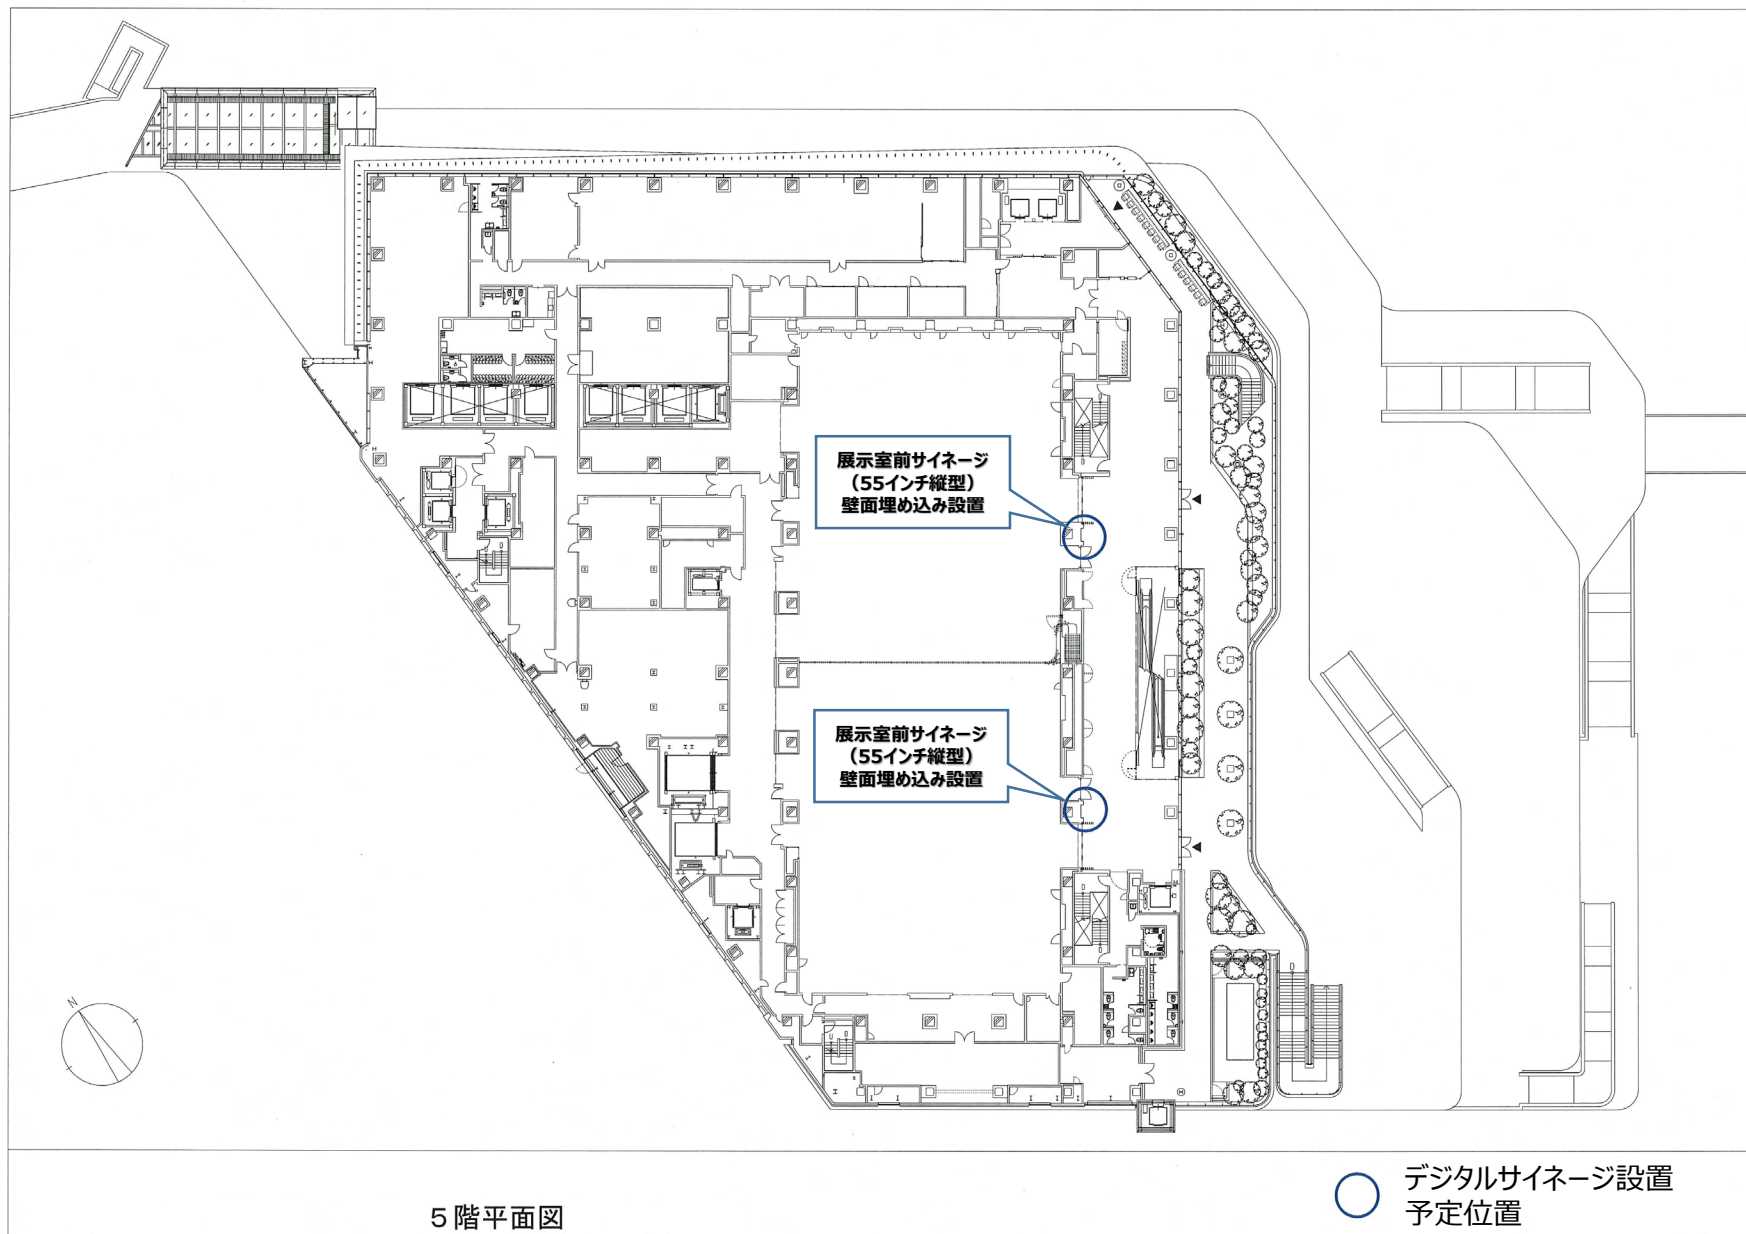 N
展示室前サイネージ
（55インチ縦型）
壁面埋め込み設置
展示室前サイネージ
（55インチ縦型）
壁面埋め込み設置
D
デジタルサイネージ設置
予定位置
５階平面図